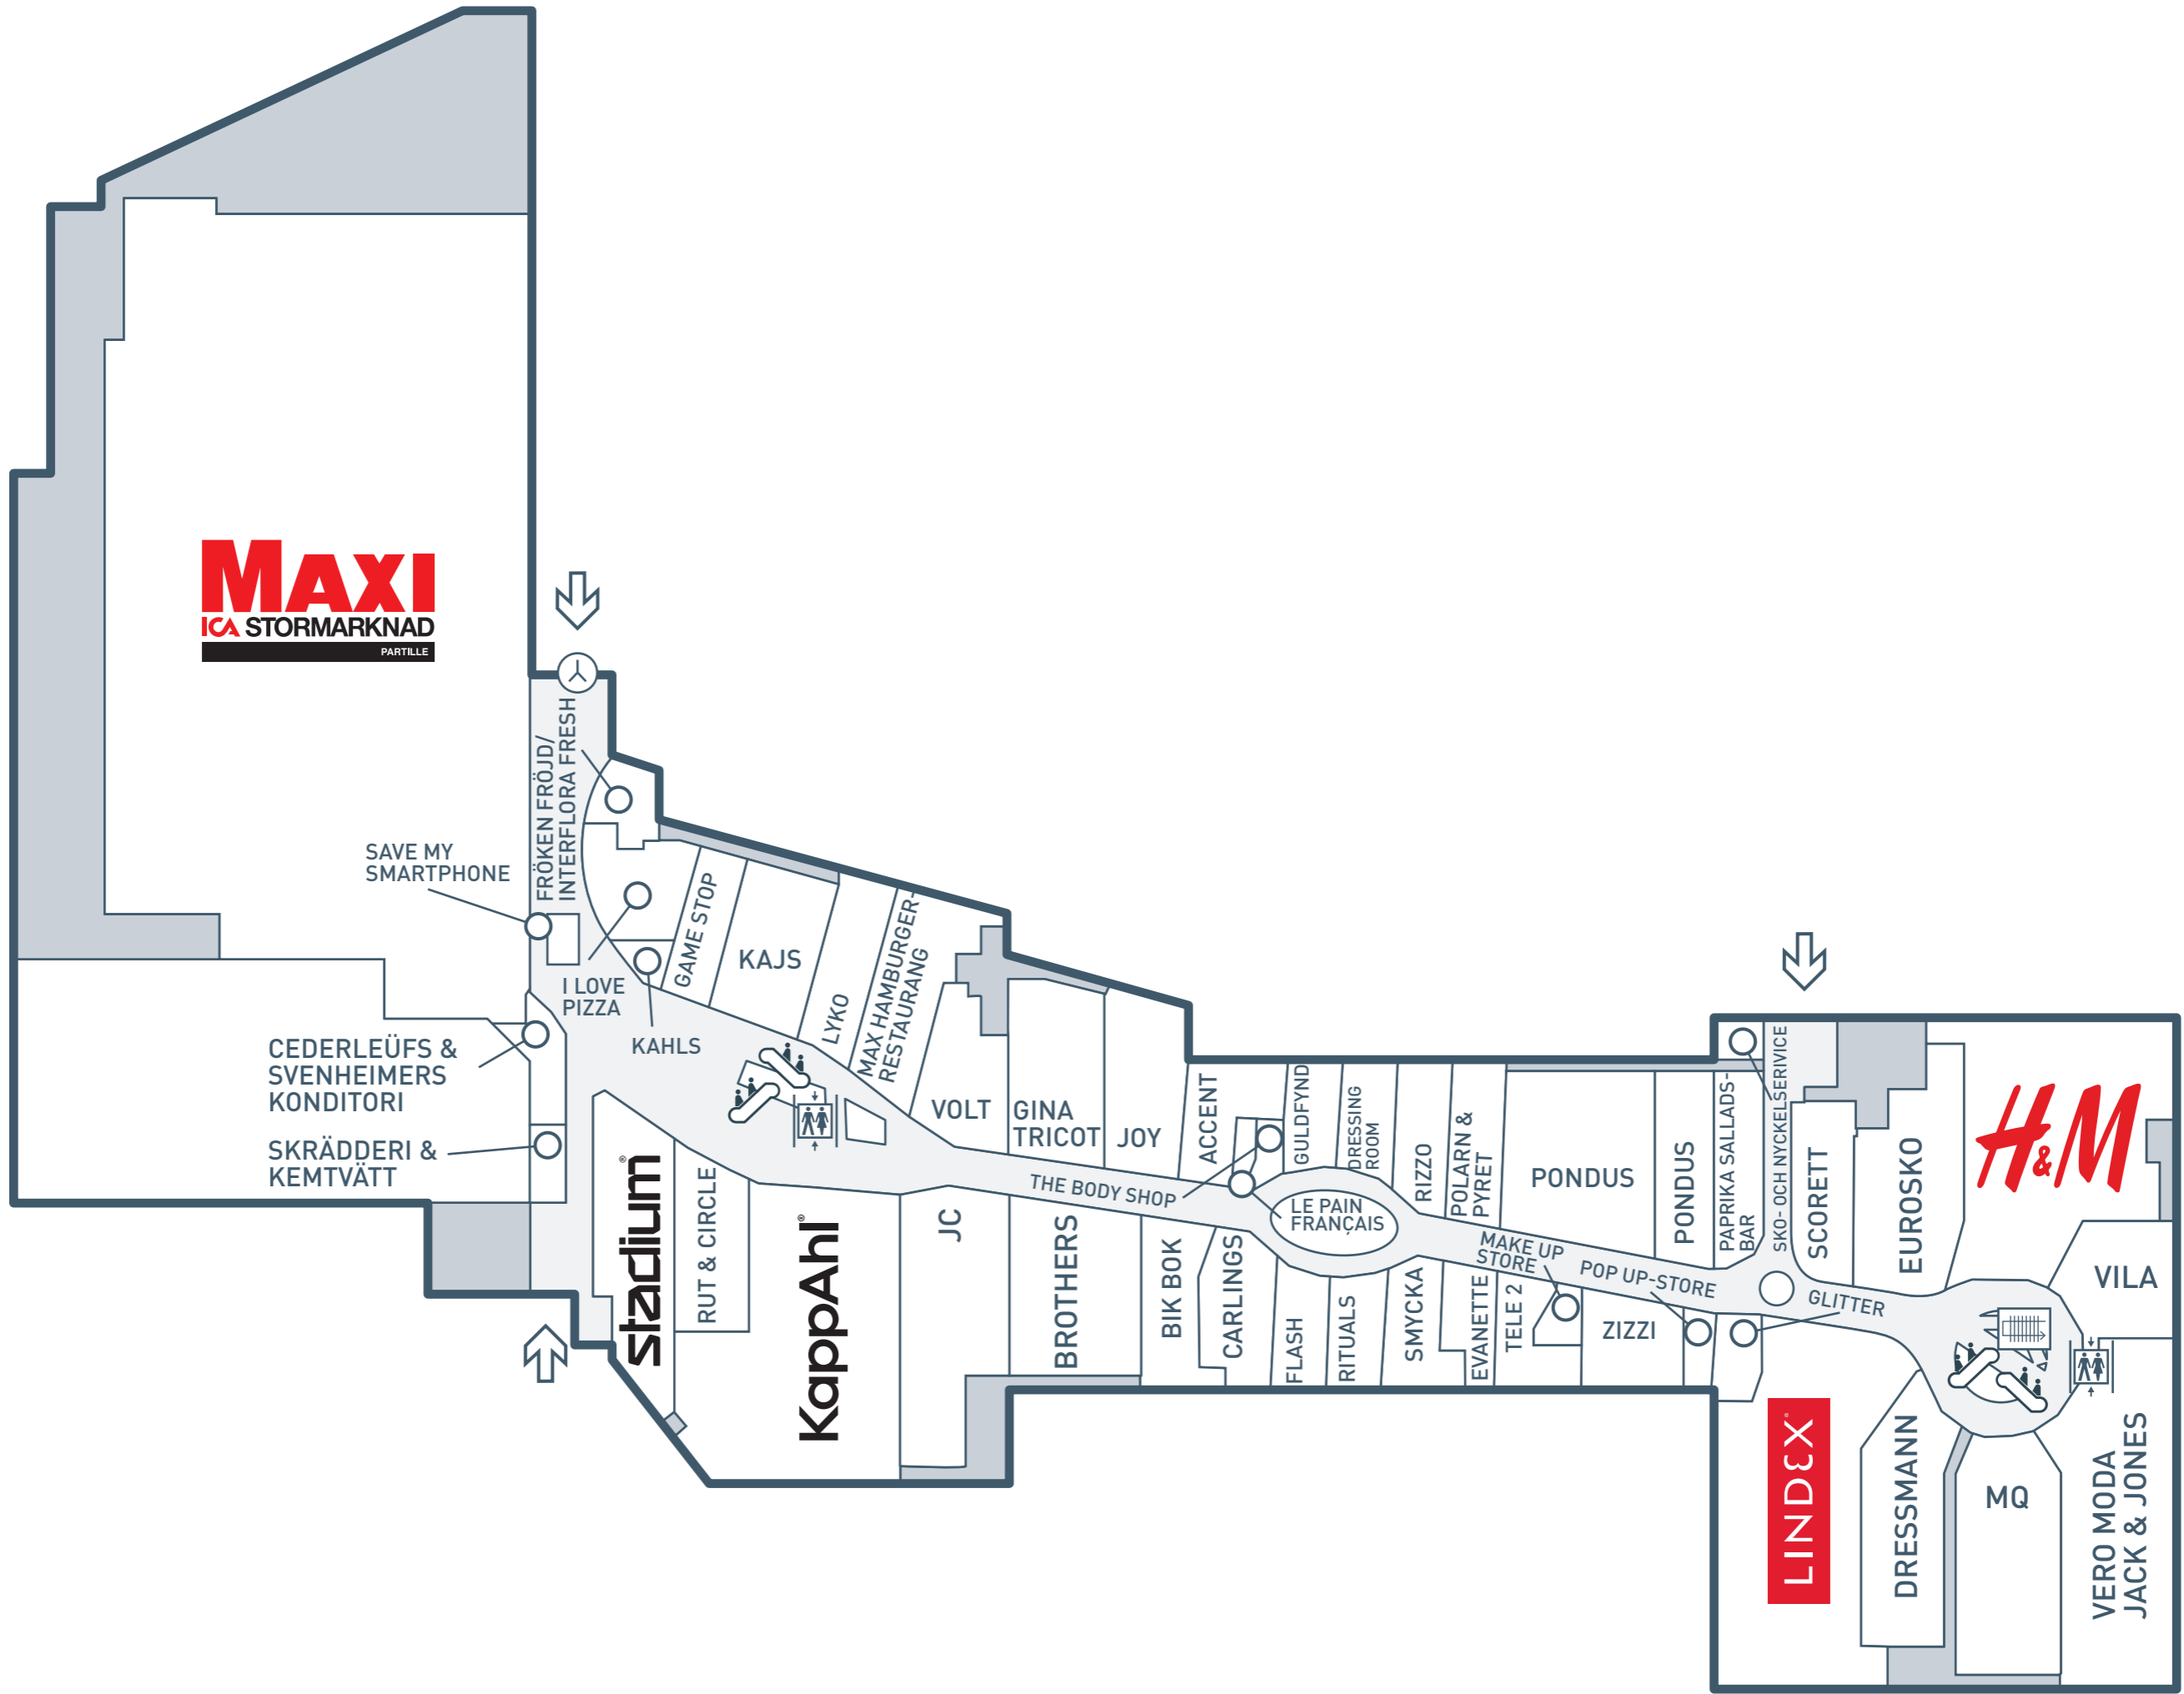 MAXI
ICA STORMARKNAD
PARTILLE
FRÖKEN FRÖJD/
INTERFLORA FRESH
SAVE MY
SMARTPHONE
I LOVE
PIZZA
KAHLS
CEDERLEÜFS &
SVENHEIMERS
KONDITORI
SKRÄDDERI &
KEMTVÄTT
GAME STOP
KAJS
LYKO
MAX HAMBURGER-
RESTAURANG
VOLT
GINA
TRICOT
JOY
ACCENT
GULDFYND
DRESSING
ROOM
RIZZO
POLARN &
PYRET
PONDUS
PONDUS
PAPRIKA SALLADS-
BAR
SKO- OCH NYCKELSERIVICE
SCORETT
EUROSKO
H&M
VILA
stadium®
RUT & CIRCLE
KappAhl®
JC
THE BODY SHOP
BROTHERS
BIK BOK
CARLINGS
LE PAIN
FRANÇAIS
FLASH
RITUALS
SMYCKA
EVANETTE
TELE 2
MAKE UP
STORE
POP UP-STORE
ZIZZI
GLITTER
LINDEX®
DRESSMANN
MQ
VERO MODA
JACK & JONES